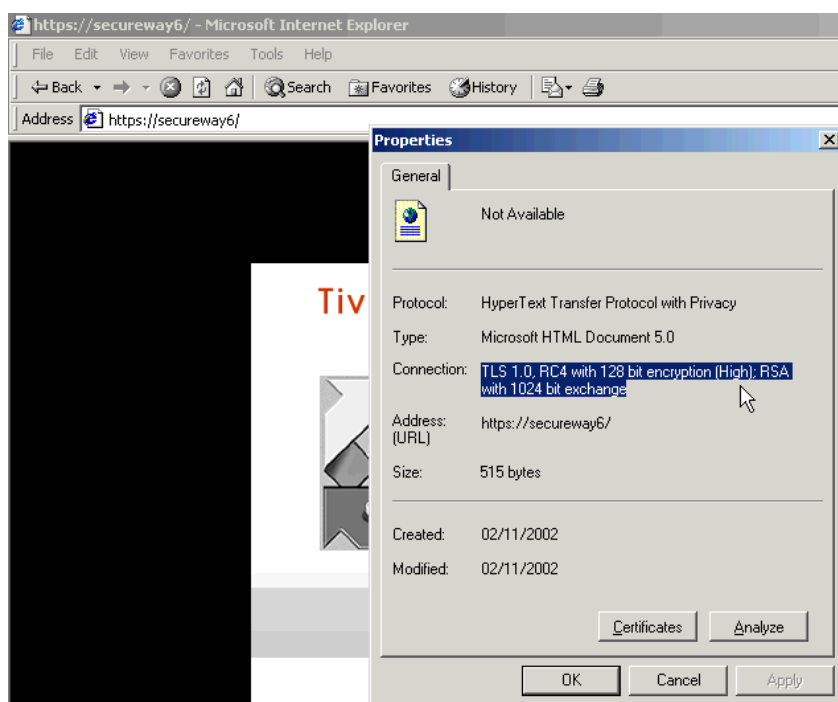 https://secureway6/ - Microsoft Internet Explorer
File Edit View Favorites Tools Help
Back Search Favorites History
Address https://secureway6/
Properties
General
Not Available
Tiv
Protocol: HyperText Transfer Protocol with Privacy
Type: Microsoft HTML Document 5.0
Connection: TLS 1.0, RC4 with 128 bit encryption (High); RSA
with 1024 bit exchange
Address: https://secureway6/
(URL)
Size: 515 bytes
Created: 02/11/2002
Modified: 02/11/2002
Certificates Analyze
OK Cancel Apply